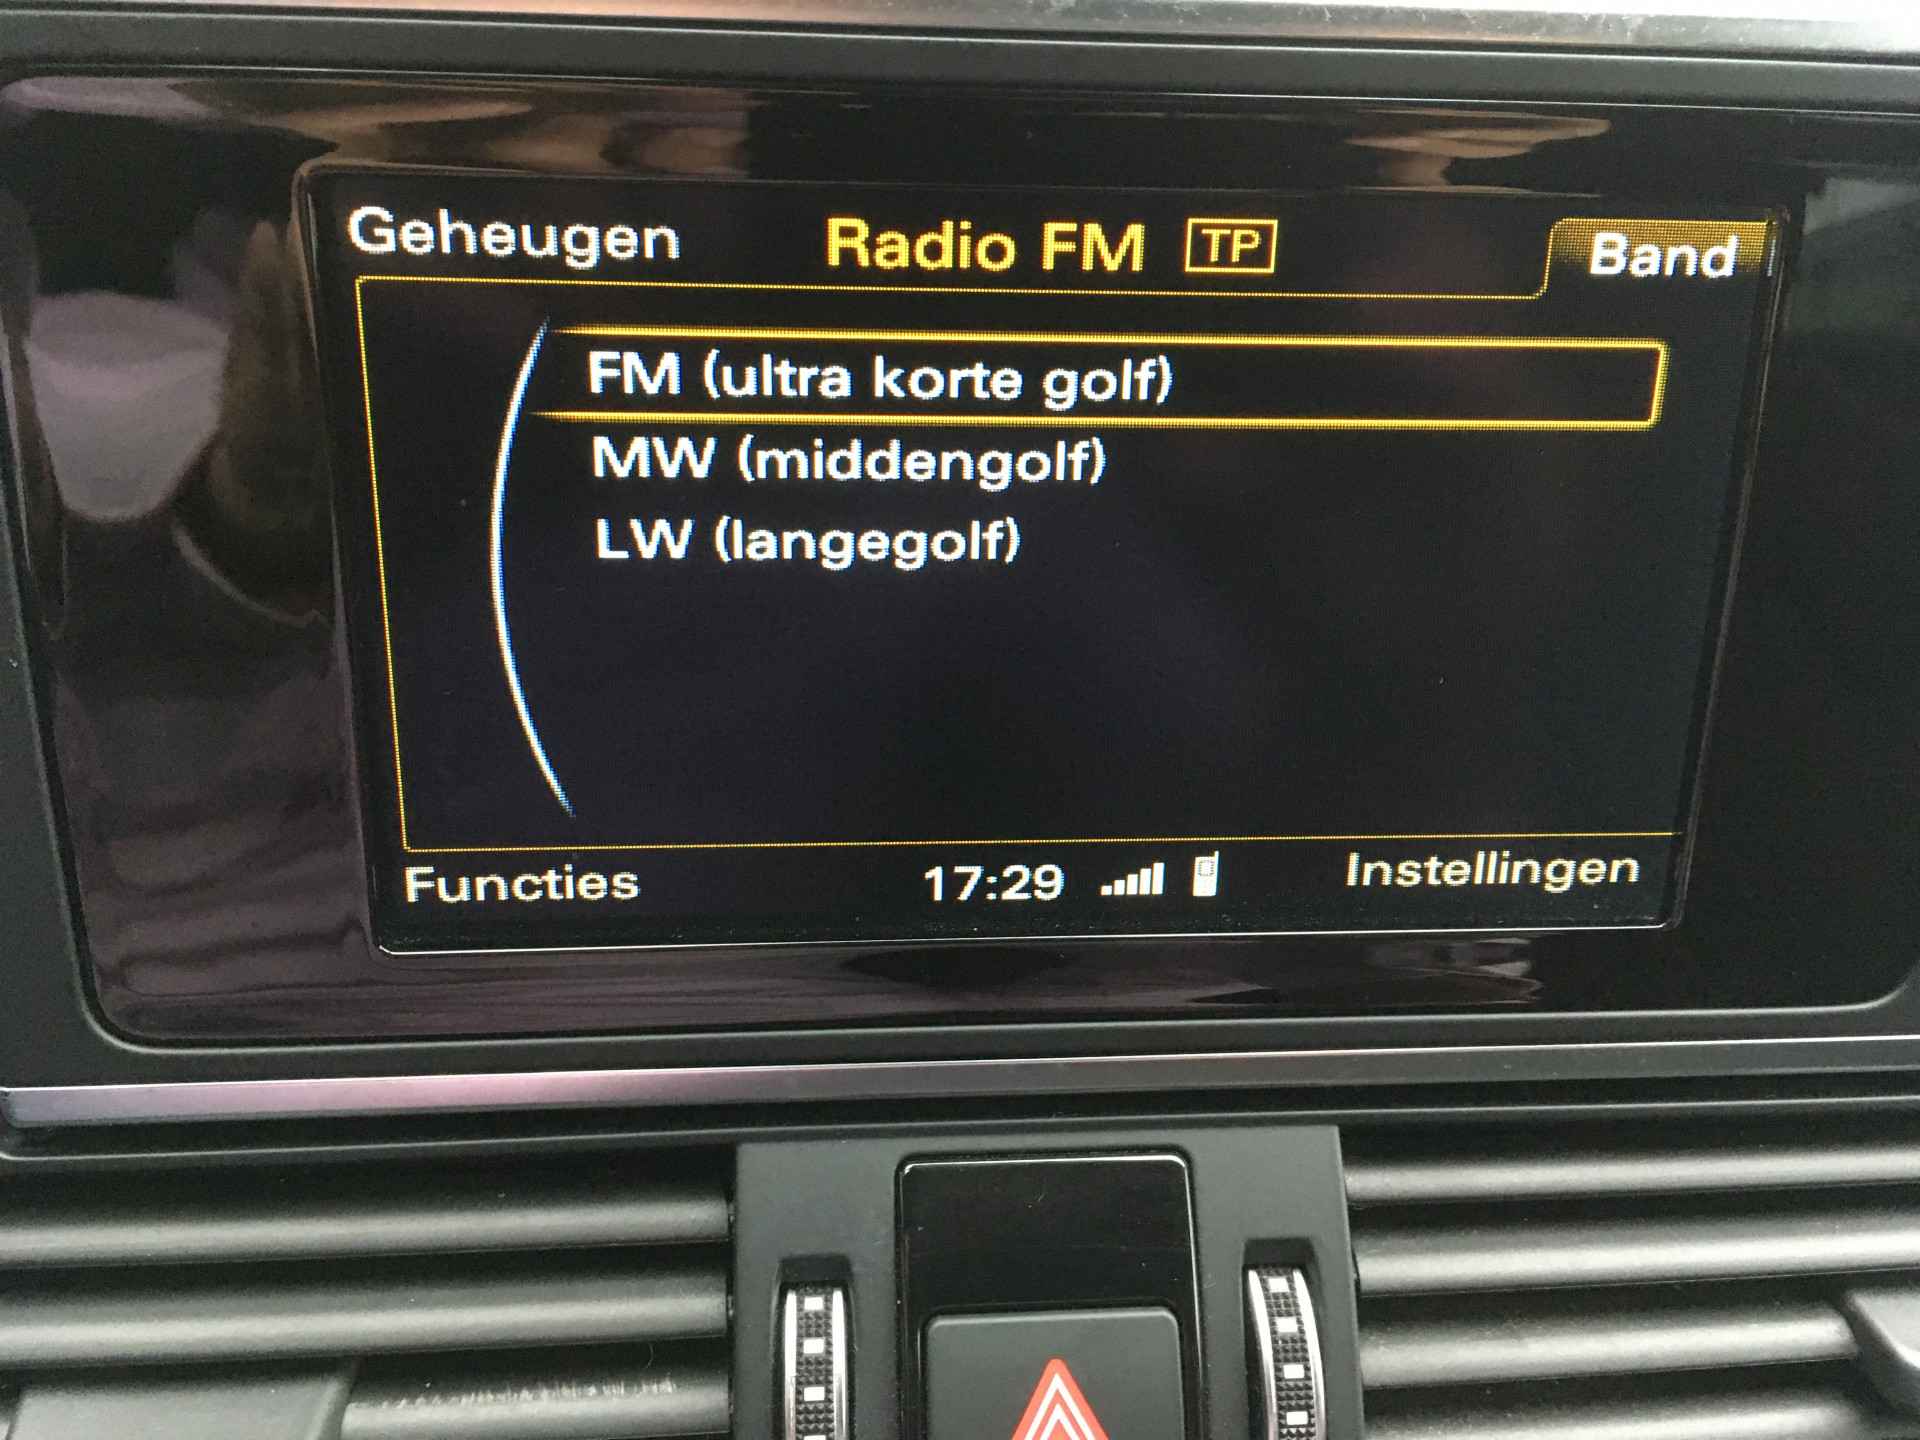 Geheugen Radio FM TP Band
FM (ultra korte golf)
MW (middengolf)
LW (langegolf)
Functies 17:29 Instellingen